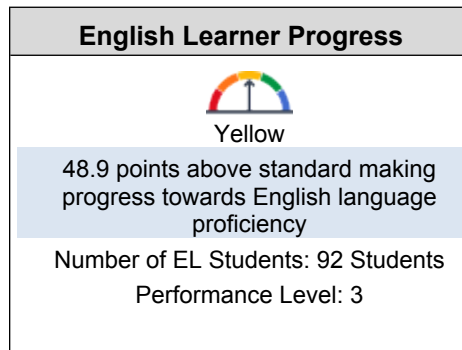 English Learner Progress
Yellow
48.9 points above standard making
progress towards English language
proficiency
Number of EL Students: 92 Students
Performance Level: 3